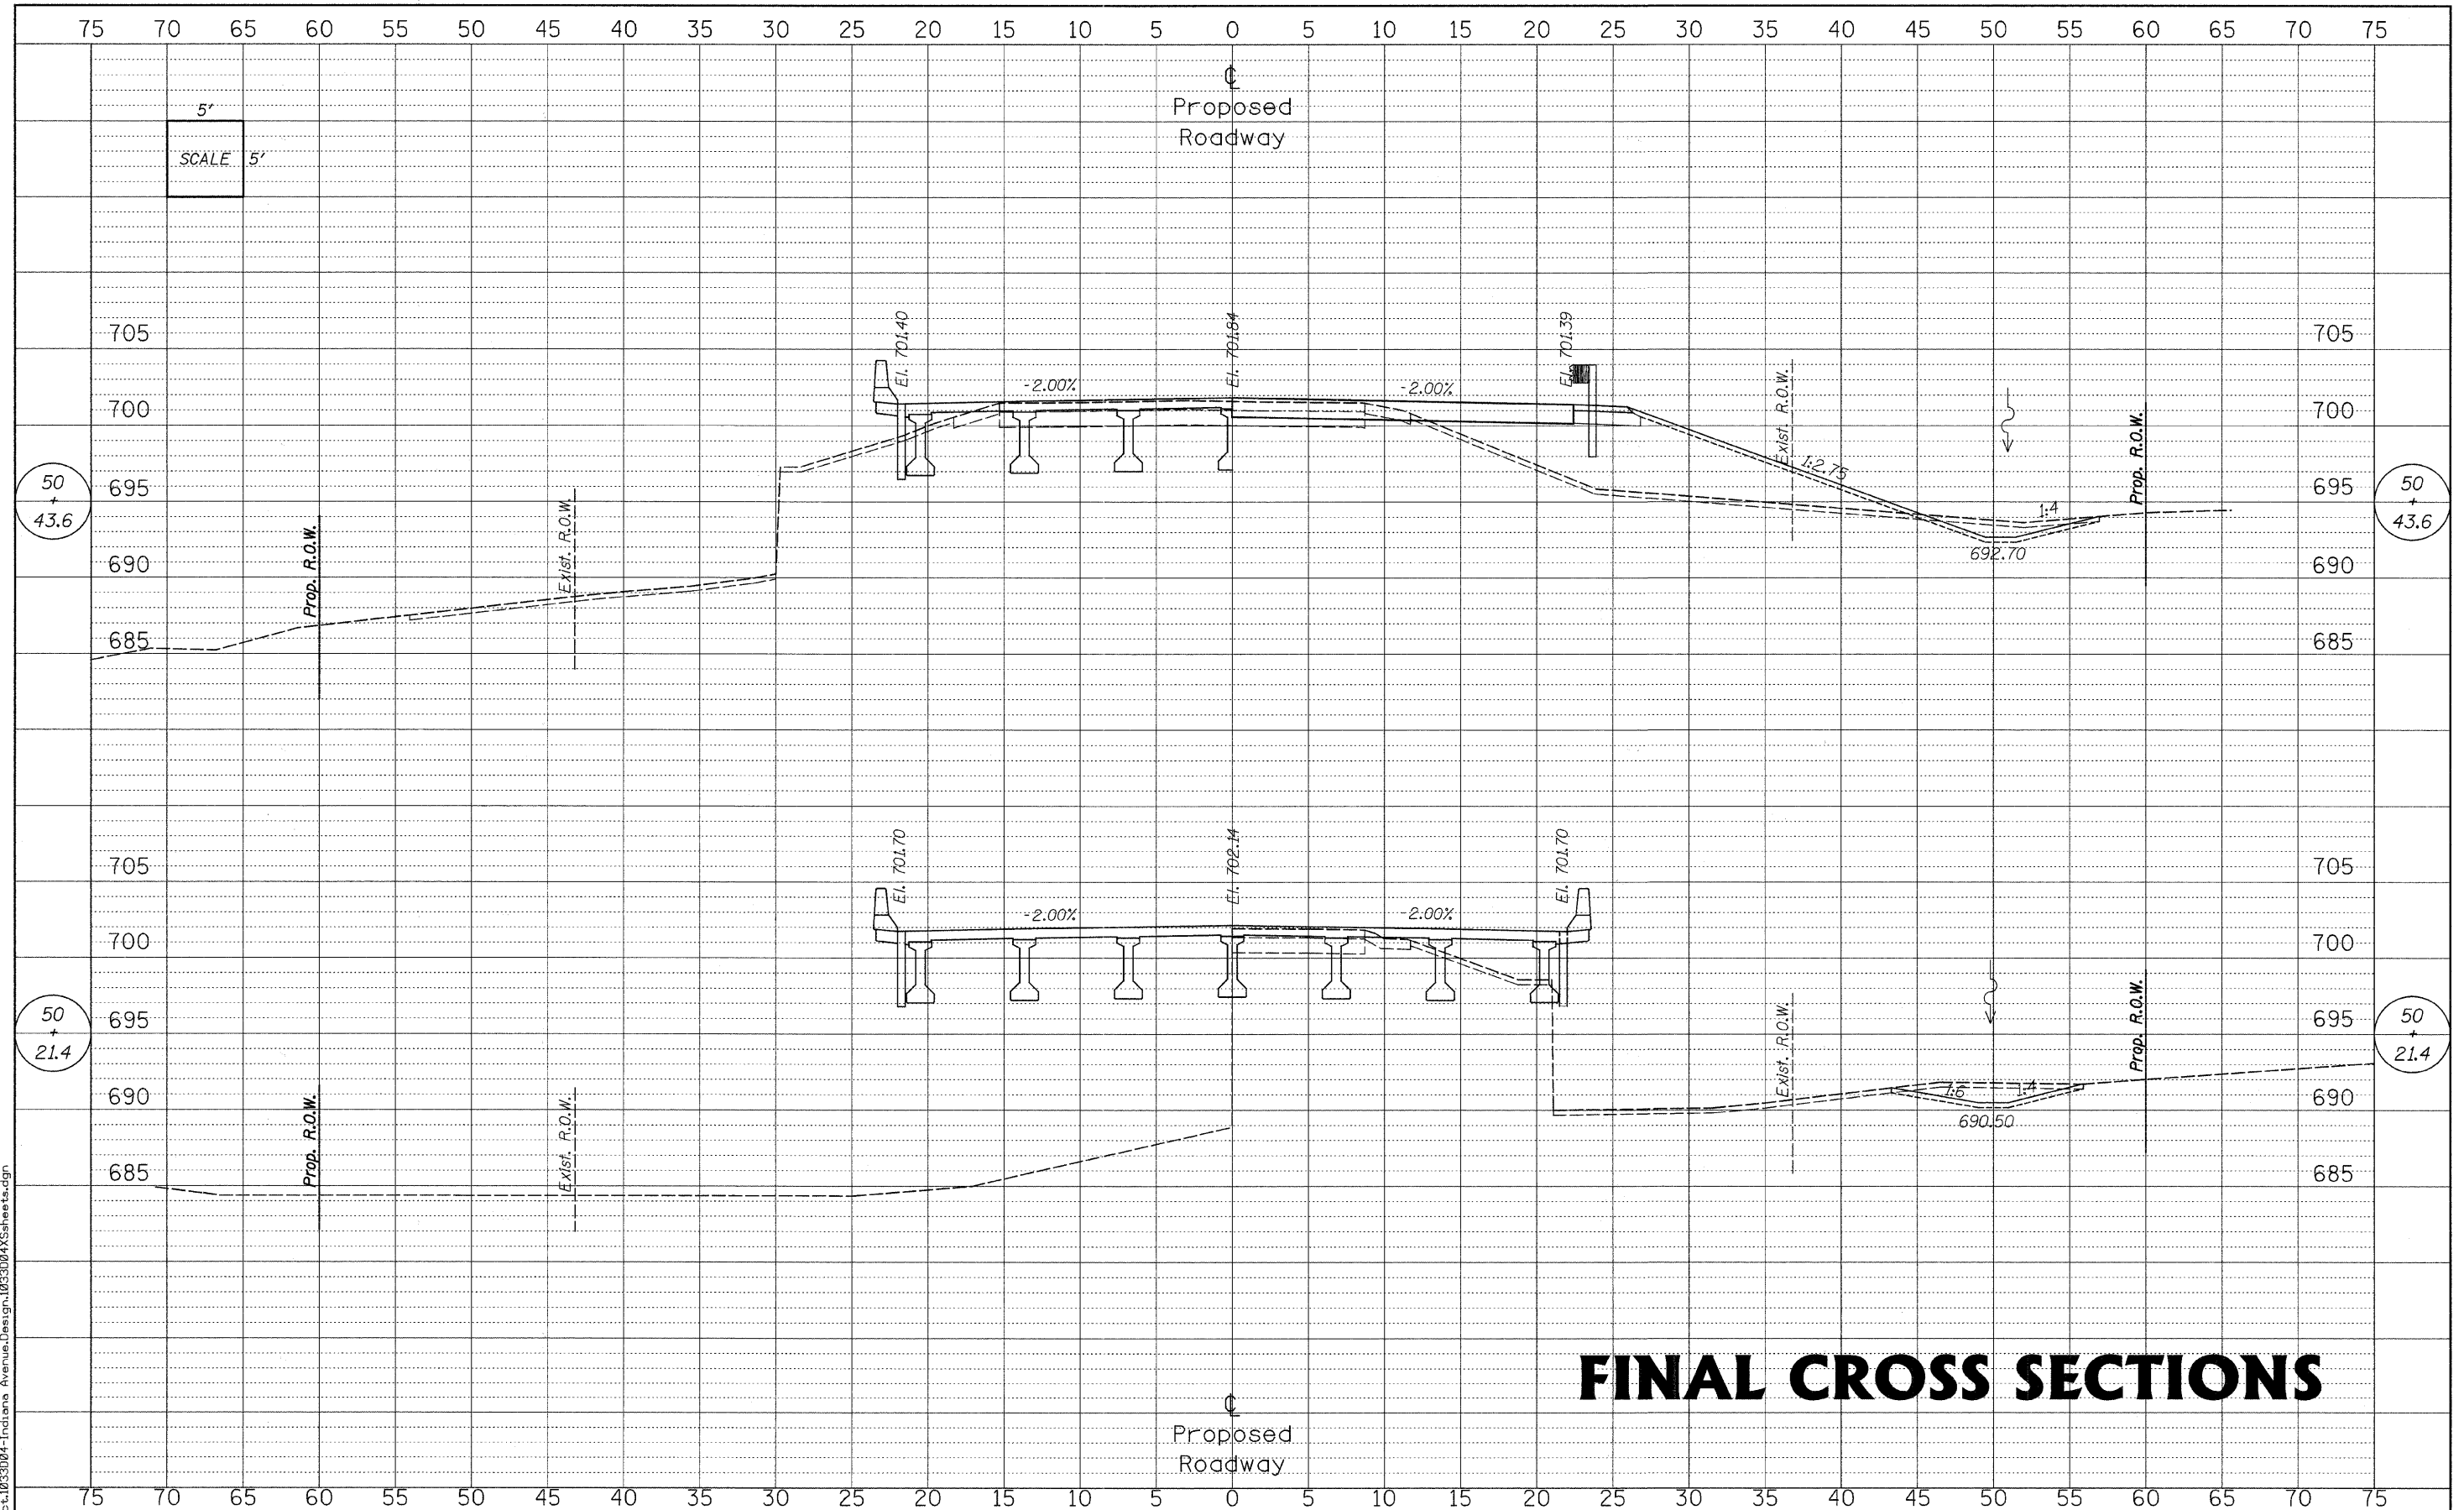 75 70 65 60 55 50 45 40 35 30 25 20 15 10 5 0 5 10 15 20 25 30 35 40 45 50 55 60 65 70 75
℄
Proposed
Roadway
5'
SCALE 5'
El. 701.40
El. 701.84
El. 701.39
-2.00%
-2.00%
705 705
700 700
695 695
690 690
685 685
50
+
43.6
50
+
43.6
Prop. R.O.W.
Exist. R.O.W.
Exist. R.O.W.
Prop. R.O.W.
1:2.75
1:4
692.70
El. 701.70
El. 702.14
El. 701.70
-2.00%
-2.00%
705 705
700 700
695 695
690 690
685 685
50
+
21.4
50
+
21.4
Prop. R.O.W.
Exist. R.O.W.
Exist. R.O.W.
Prop. R.O.W.
1:6
1:4
690.50
FINAL CROSS SECTIONS
℄
Proposed
Roadway
75 70 65 60 55 50 45 40 35 30 25 20 15 10 5 0 5 10 15 20 25 30 35 40 45 50 55 60 65 70 75
ct.1033D04-Indiana Avenue.Design.1033D04XSsheets.dgn